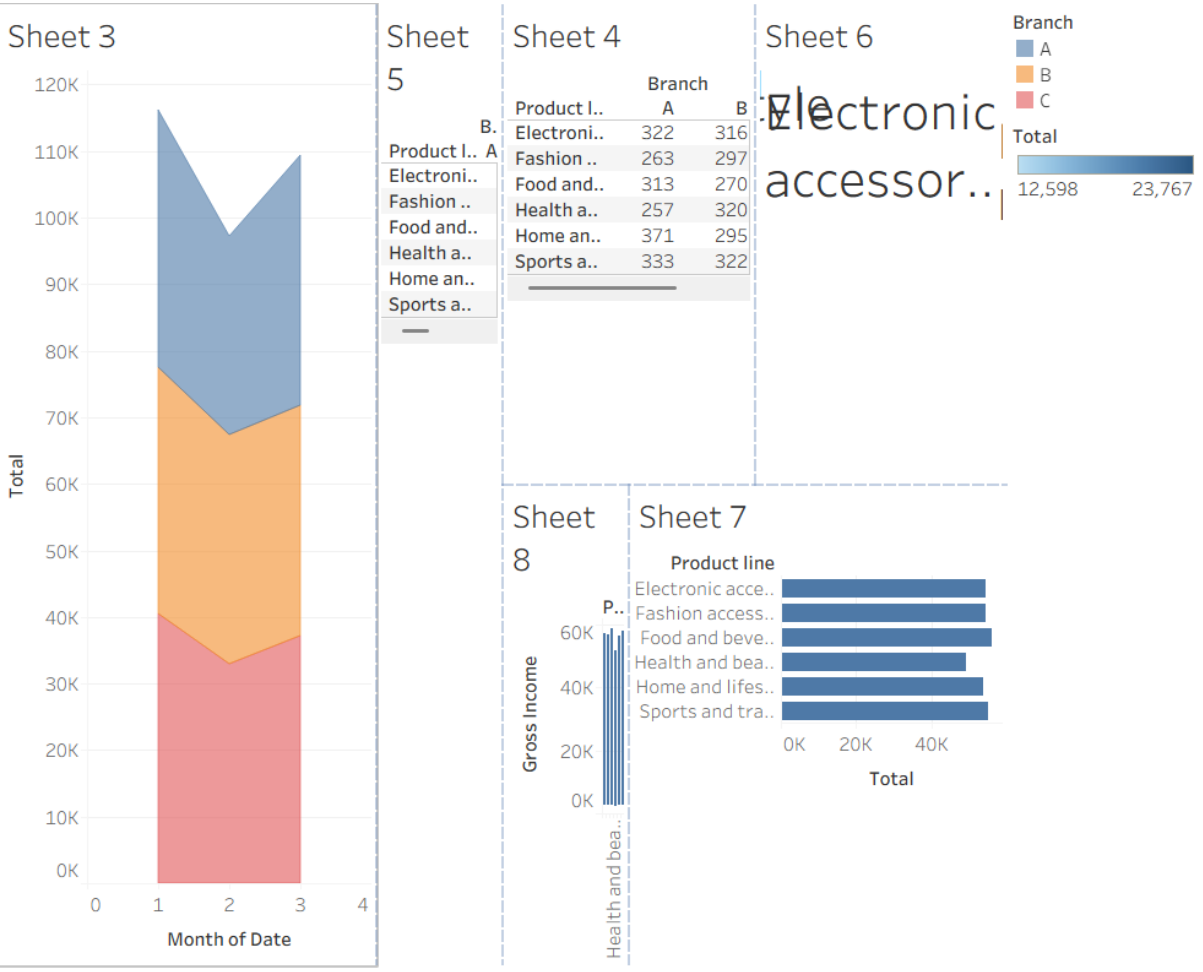 Sheet 3
120K
110K
100K
90K
80K
70K
60K
50K
40K
30K
20K
10K
0K
Total
0 1 2 3 4
Month of Date
Sheet
5
B.
Product l.. A
Electroni..
Fashion ..
Food and..
Health a..
Home an..
Sports a..
Sheet 4
Branch
Product l.. A B
Electroni.. 322 316
Fashion .. 263 297
Food and.. 313 270
Health a.. 257 320
Home an.. 371 295
Sports a.. 333 322
Sheet 6
Electronic
accessor..
Branch
A
B
C
Total
12,598 23,767
Sheet
8
P..
60K
40K
20K
0K
Gross Income
Health and bea..
Sheet 7
Product line
Electronic acce..
Fashion access..
Food and beve..
Health and bea..
Home and lifes..
Sports and tra..
0K 20K 40K
Total